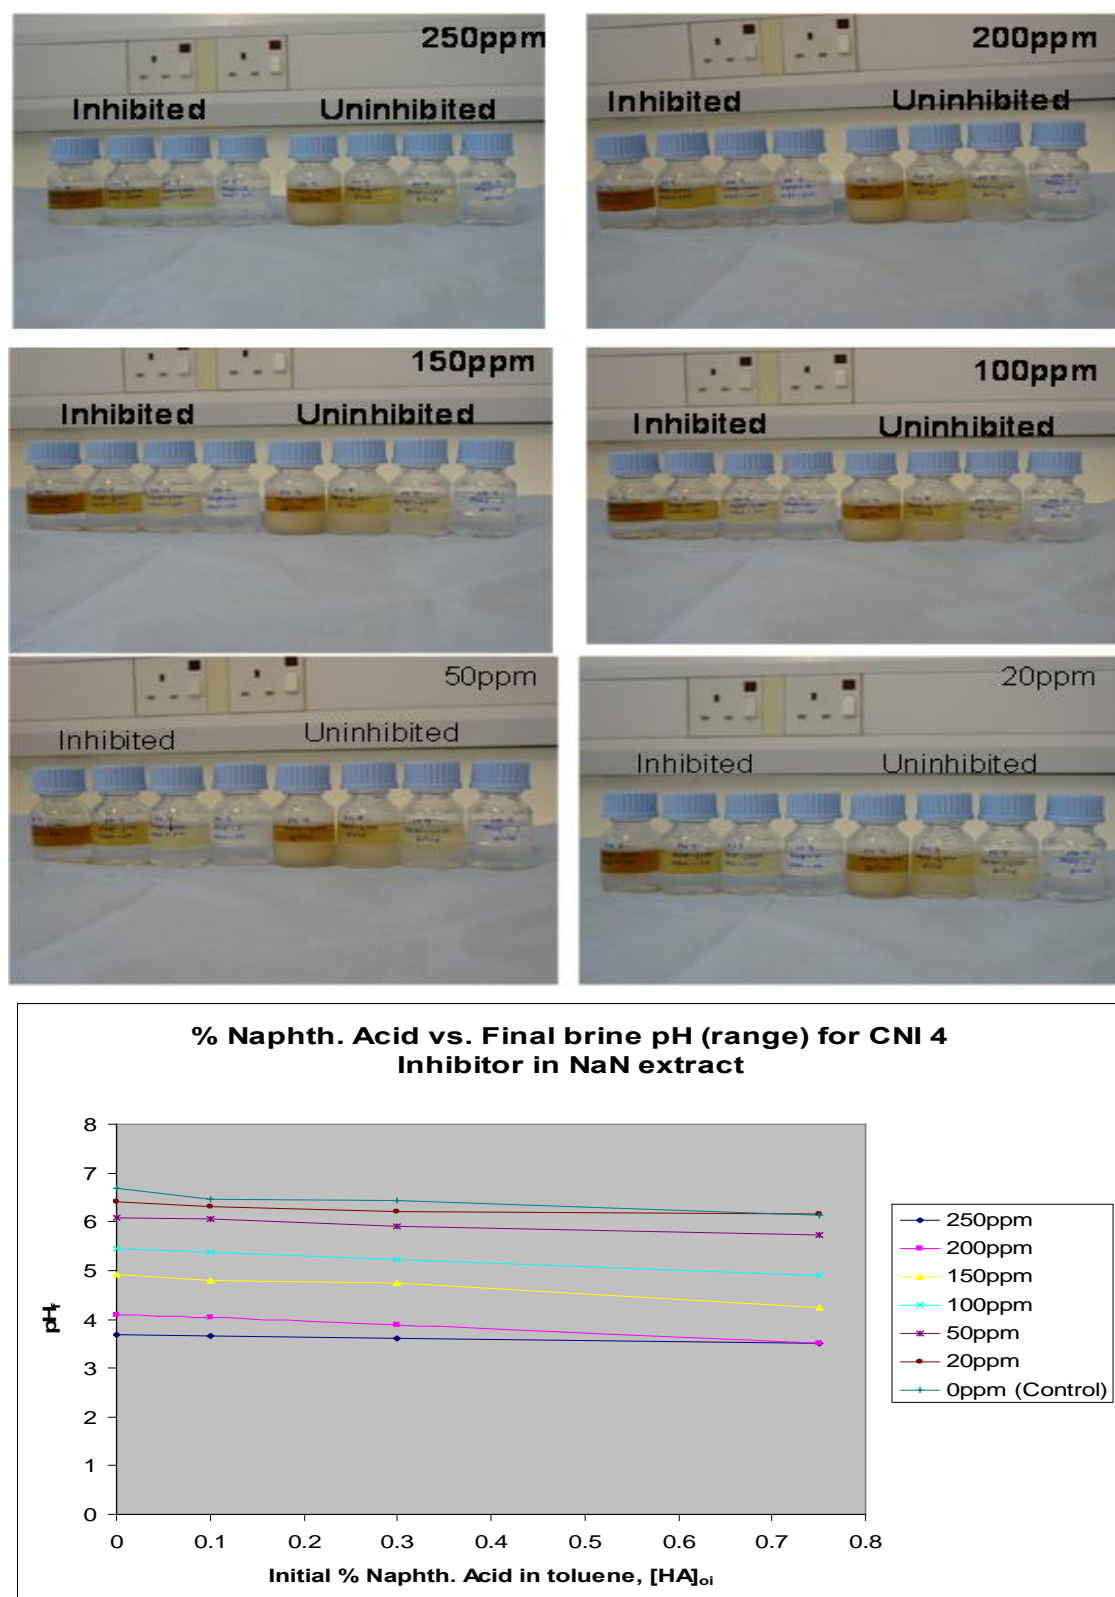 250ppm
Inhibited
Uninhibited
200ppm
Inhibited
Uninhibited
150ppm
Inhibited
Uninhibited
100ppm
Inhibited
Uninhibited
50ppm
Inhibited
Uninhibited
20ppm
Inhibited
Uninhibited
% Naphth. Acid vs. Final brine pH (range) for CNI 4
Inhibitor in NaN extract
8
7
6
5
4
3
2
1
0
pHf
0 0.1 0.2 0.3 0.4 0.5 0.6 0.7 0.8
Initial % Naphth. Acid in toluene, [HA]oi
250ppm
200ppm
150ppm
100ppm
50ppm
20ppm
0ppm (Control)